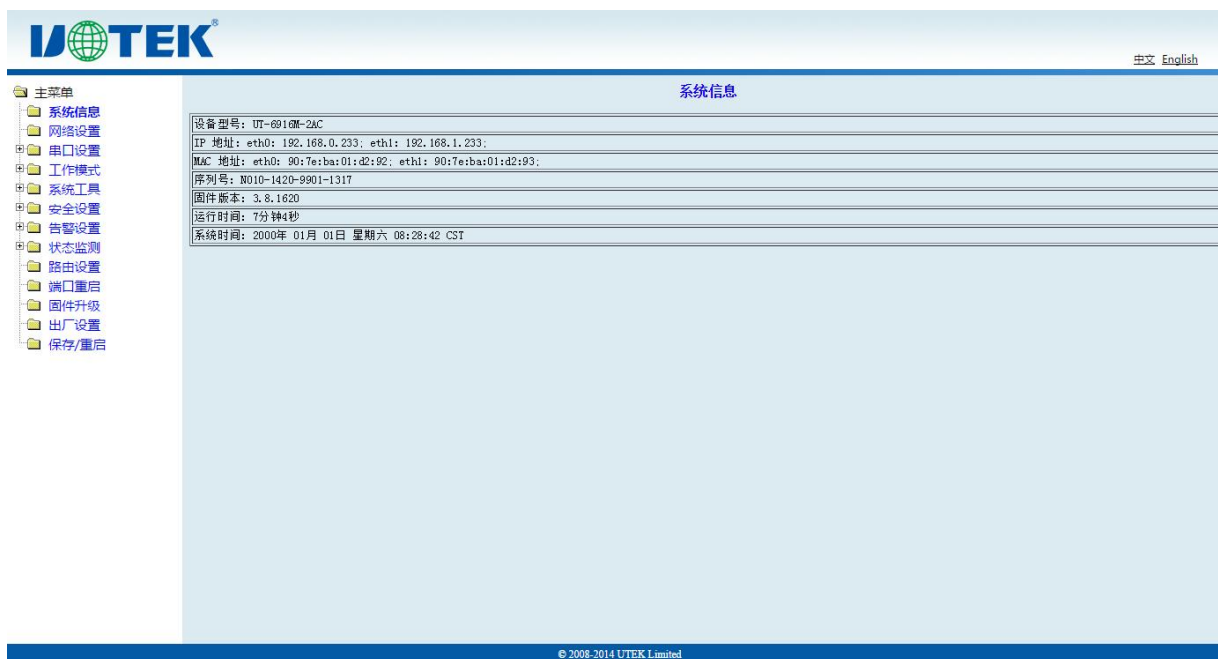 UOTEK®
中文 English
主菜单
系统信息
网络设置
串口设置
工作模式
系统工具
安全设置
告警设置
状态监测
路由设置
端口重启
固件升级
出厂设置
保存/重启
系统信息
设备型号: UT-6916M-2AC
IP 地址: eth0: 192.168.0.233; eth1: 192.168.1.233;
MAC 地址: eth0: 90:7e:ba:01:d2:92; eth1: 90:7e:ba:01:d2:93;
序列号: N010-1420-9901-1317
固件版本: 3.8.1620
运行时间: 7分钟4秒
系统时间: 2000年 01月 01日 星期六 08:28:42 CST
© 2008-2014 UTEK Limited